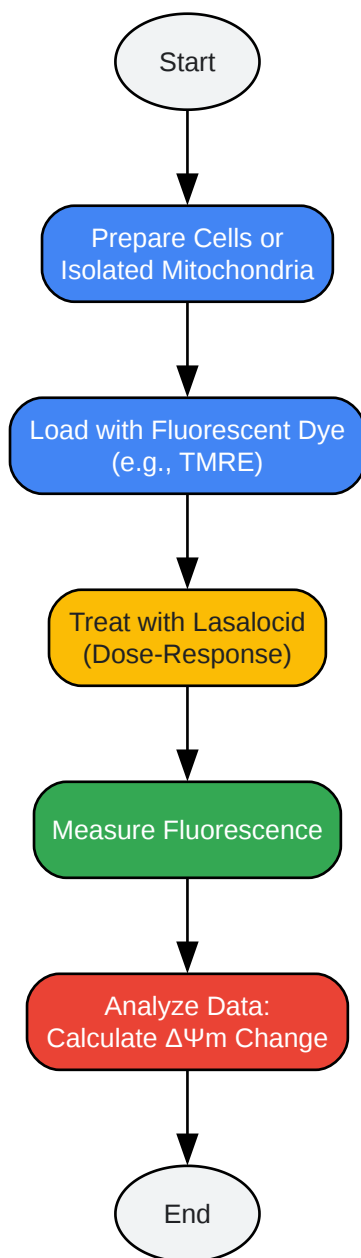 Start
Prepare Cells or
Isolated Mitochondria
Load with Fluorescent Dye
(e.g., TMRE)
Treat with Lasalocid
(Dose-Response)
Measure Fluorescence
Analyze Data:
Calculate ΔΨm Change
End